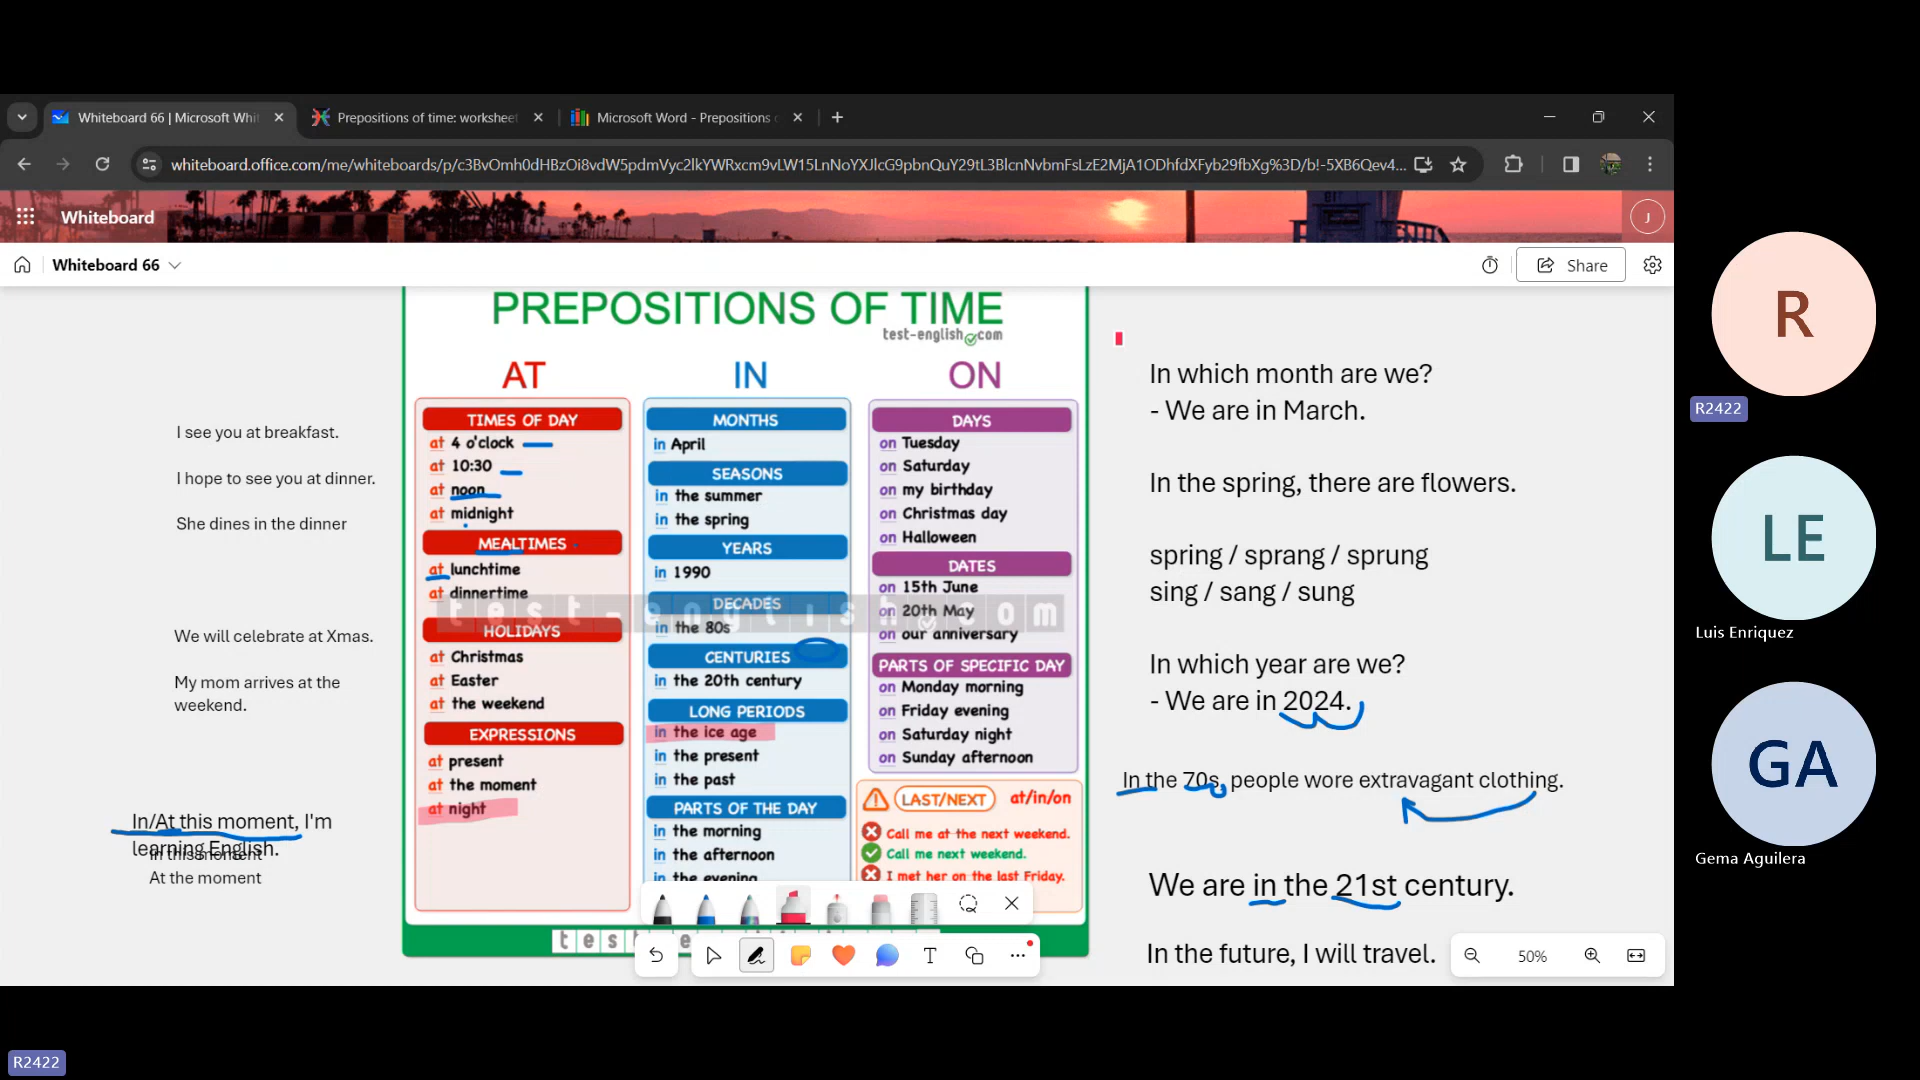 Whiteboard 66 | Microsoft Whit
Prepositions of time: worksheet
Microsoft Word - Prepositions o
whiteboard.office.com/me/whiteboards/p/c3BvOmh0dHBzOi8vdW5pdmVyc2lkYWRxcm9vLW15LnNoYXJlcG9pbnQuY29tL3BlcnNvbmFsLzE2MjA1ODhfdXFyb29fbXg%3D/b!-5XB6Qev4...
Whiteboard
J
Whiteboard 66
Share
I see you at breakfast.
I hope to see you at dinner.
She dines in the dinner
We will celebrate at Xmas.
My mom arrives at the
weekend.
In/At this moment, I'm
learning English.
In this moment
At the moment
PREPOSITIONS OF TIME
test-english.com
AT
TIMES OF DAY
at 4 o'clock
at 10:30
at noon
at midnight
MEALTIMES
at lunchtime
at dinnertime
HOLIDAYS
at Christmas
at Easter
at the weekend
EXPRESSIONS
at present
at the moment
at night
IN
MONTHS
in April
SEASONS
in the summer
in the spring
YEARS
in 1990
DECADES
in the 80s
CENTURIES
in the 20th century
LONG PERIODS
in the ice age
in the present
in the past
PARTS OF THE DAY
in the morning
in the afternoon
in the evening
ON
DAYS
on Tuesday
on Saturday
on my birthday
on Christmas day
on Halloween
DATES
on 15th June
on 20th May
on our anniversary
PARTS OF SPECIFIC DAY
on Monday morning
on Friday evening
on Saturday night
on Sunday afternoon
LAST/NEXT at/in/on
Call me at the next weekend.
Call me next weekend.
I met her on the last Friday.
test-english.com
In which month are we?
- We are in March.
In the spring, there are flowers.
spring / sprang / sprung
sing / sang / sung
In which year are we?
- We are in 2024.
In the 70s, people wore extravagant clothing.
We are in the 21st century.
In the future, I will travel.
50%
R
R2422
LE
Luis Enriquez
GA
Gema Aguilera
R2422